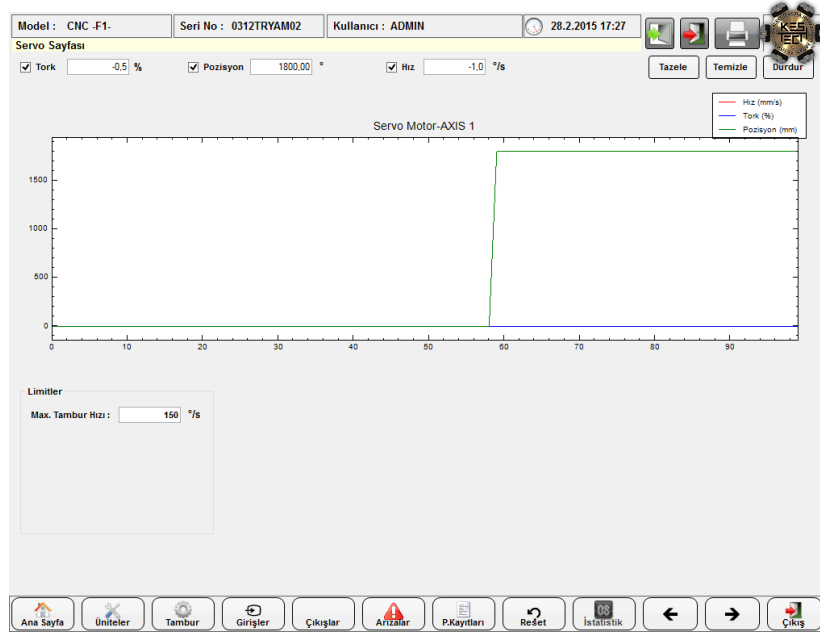 Model : CNC -F1-
Seri No : 0312TRYAM02
Kullanıcı : ADMIN
28.2.2015 17:27
KES
TECİ
Servo Sayfası
Tork -0,5 %
Pozisyon 1800,00 °
Hız -1,0 °/s
Tazele
Temizle
Durdur
Servo Motor-AXIS 1
Hız (mm/s)
Tork (%)
Pozisyon (mm)
1500
1000
500
0
0 10 20 30 40 50 60 70 80 90
Limitler
Max. Tambur Hızı : 150 °/s
Ana Sayfa
Üniteler
Tambur
Girişler
Çıkışlar
Arızalar
P.Kayıtları
Reset
İstatistik
Çıkış